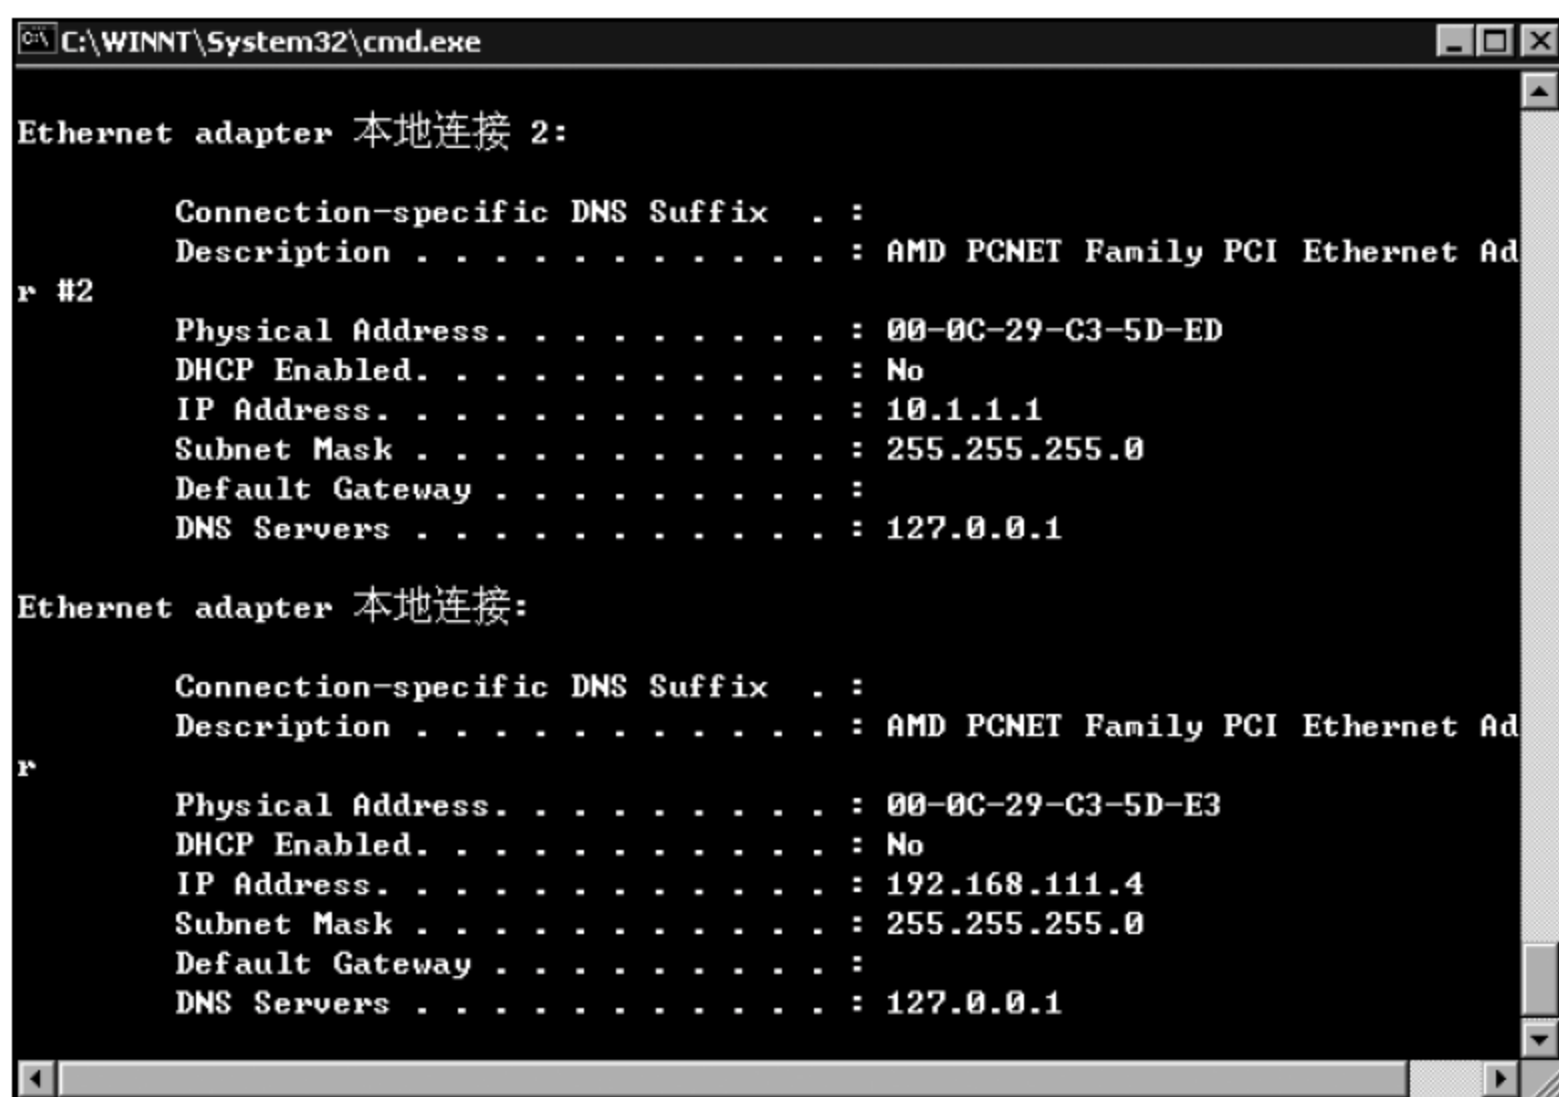 C:\WINNT\System32\cmd.exe
Ethernet adapter 本地连接 2:
Connection-specific DNS Suffix  . :
Description . . . . . . . . . . . : AMD PCNET Family PCI Ethernet Ad
r #2
Physical Address. . . . . . . . . : 00-0C-29-C3-5D-ED
DHCP Enabled. . . . . . . . . . . : No
IP Address. . . . . . . . . . . . : 10.1.1.1
Subnet Mask . . . . . . . . . . . : 255.255.255.0
Default Gateway . . . . . . . . . :
DNS Servers . . . . . . . . . . . : 127.0.0.1
Ethernet adapter 本地连接:
Connection-specific DNS Suffix  . :
Description . . . . . . . . . . . : AMD PCNET Family PCI Ethernet Ad
r
Physical Address. . . . . . . . . : 00-0C-29-C3-5D-E3
DHCP Enabled. . . . . . . . . . . : No
IP Address. . . . . . . . . . . . : 192.168.111.4
Subnet Mask . . . . . . . . . . . : 255.255.255.0
Default Gateway . . . . . . . . . :
DNS Servers . . . . . . . . . . . : 127.0.0.1